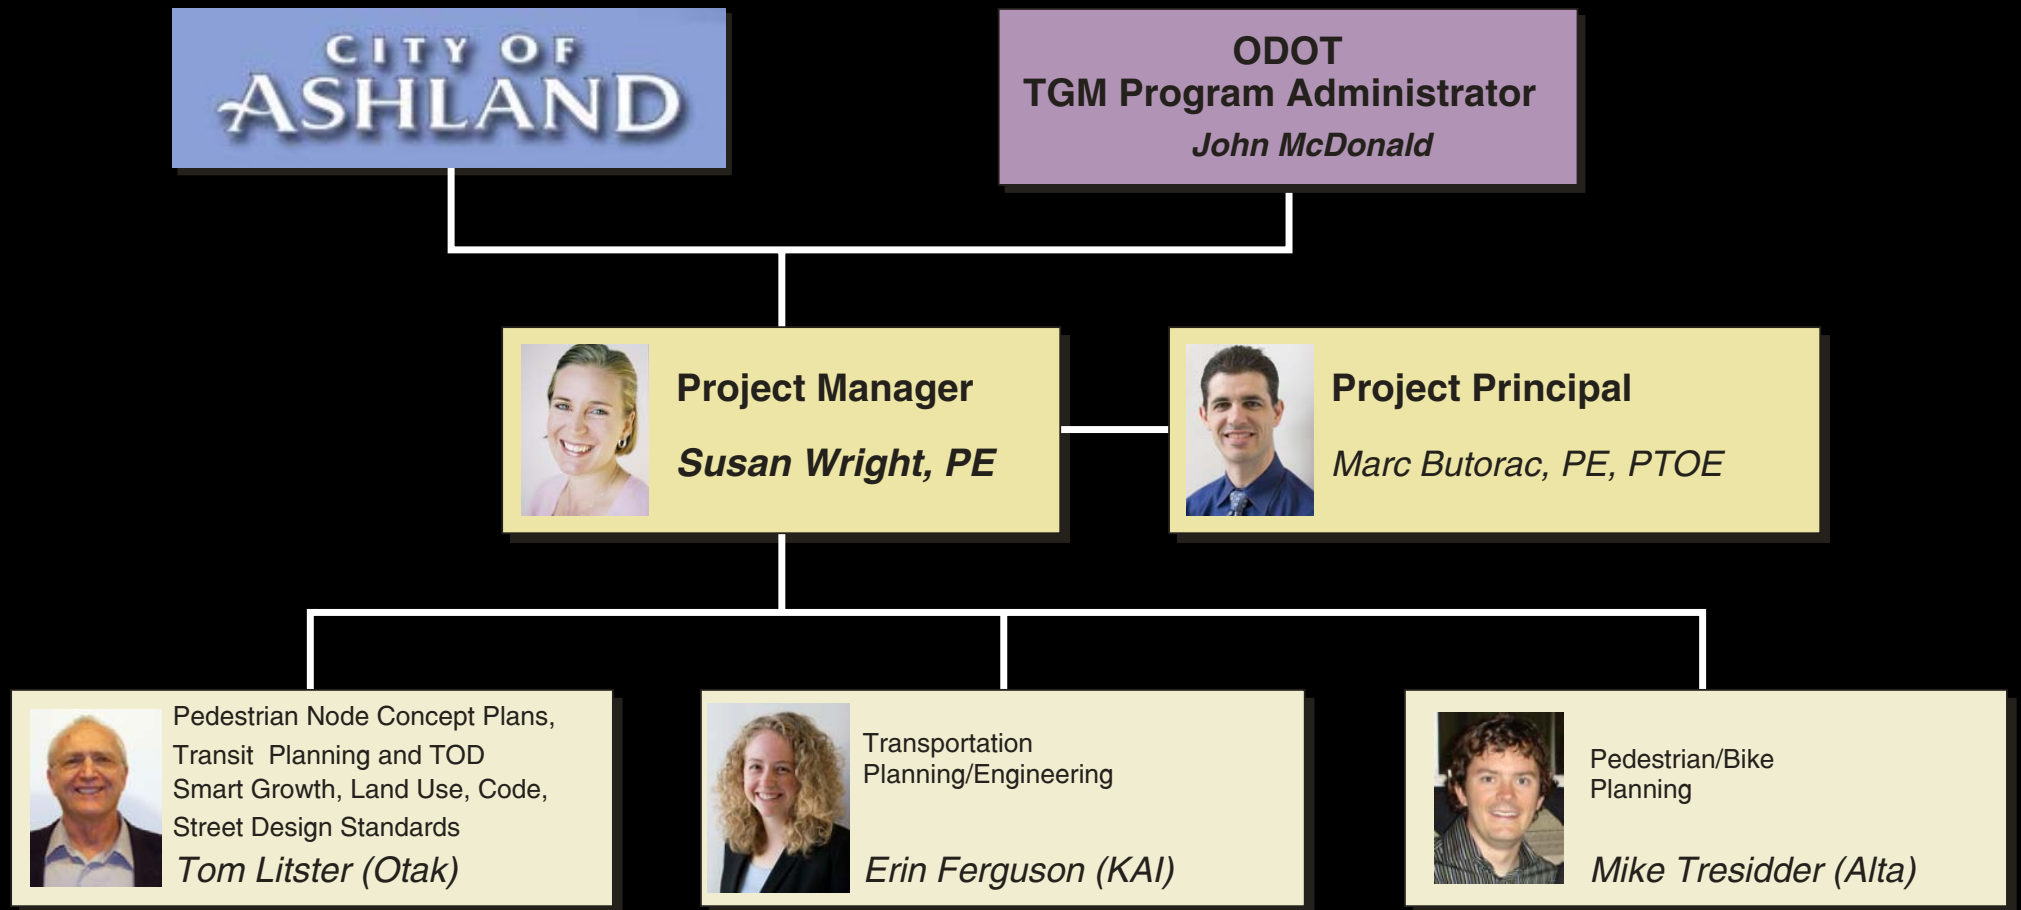 CITY OF
ASHLAND
ODOT
TGM Program Administrator
John McDonald
Project Manager
Susan Wright, PE
Project Principal
Marc Butorac, PE, PTOE
Pedestrian Node Concept Plans,
Transit Planning and TOD
Smart Growth, Land Use, Code,
Street Design Standards
Tom Litster (Otak)
Transportation
Planning/Engineering
Erin Ferguson (KAI)
Pedestrian/Bike
Planning
Mike Tresidder (Alta)